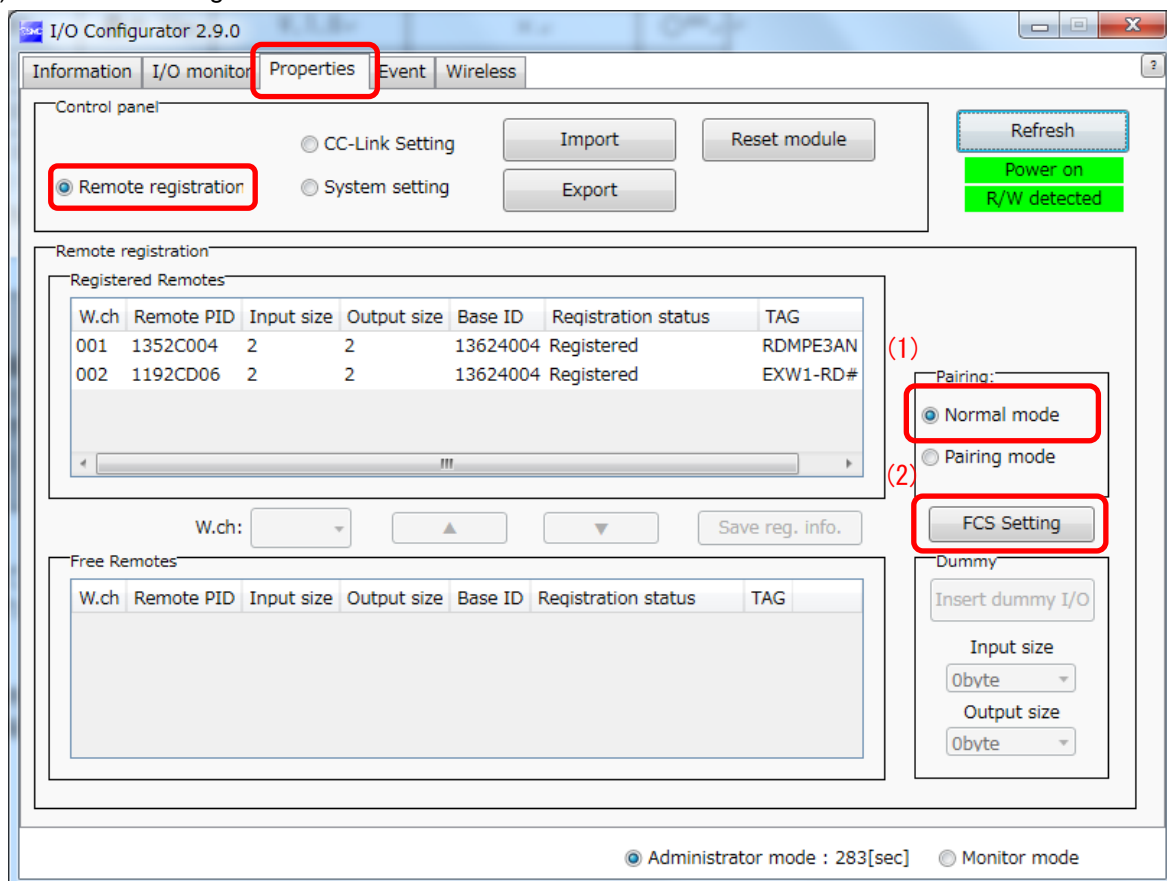 I/O Configurator 2.9.0
Information I/O monitor Properties Event Wireless
Control panel
CC-Link Setting Import Reset module Refresh
Power on
Remote registration System setting Export
R/W detected
Remote registration
Registered Remotes
W.ch Remote PID Input size Output size Base ID Registration status TAG
001 1352C004 2 2 13624004 Registered RDMPE3AN
002 1192CD06 2 2 13624004 Registered EXW1-RD#
(1)
Pairing:
Normal mode
Pairing mode
(2)
W.ch: ▲ ▼ Save reg. info. FCS Setting
Free Remotes
W.ch Remote PID Input size Output size Base ID Registration status TAG
Dummy
Insert dummy I/O
Input size
0byte
Output size
0byte
Administrator mode : 283[sec] Monitor mode